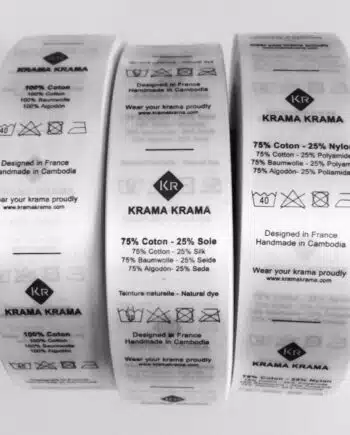 KRAMA KRAMA
100% Coton
100% Cotton
100% Baumwolle
100% Algodón
40
Designed in France
Handmade in Cambodia
Wear your krama proudly
www.kramakrama.com
KR
KRAMA KRAMA
100% Coton
100% Cotton
100% Baumwolle
100% Algodón
Designed in France
Handmade in Cambodia
Wear your krama proudly
www.kramakrama.com
KR
KRAMA KRAMA
75% Coton - 25% Soie
75% Cotton - 25% Silk
75% Baumwolle - 25% Seide
75% Algodón- 25% Seda
Teinture naturelle - Natural dye
Designed in France
Handmade in Cambodia
Wear your krama proudly
www.kramakrama.com
KRAMA KRAMA
KR
KRAMA KRAMA
75% Coton - 25% Nylon
75% Cotton - 25% Polyamide
75% Baumwolle - 25% Polyamid
75% Algodón- 25% Poliamida
40
Designed in France
Handmade in Cambodia
Wear your krama proudly
www.kramakrama.com
KRAMA KRAMA
75% Coton - 25% Nylon